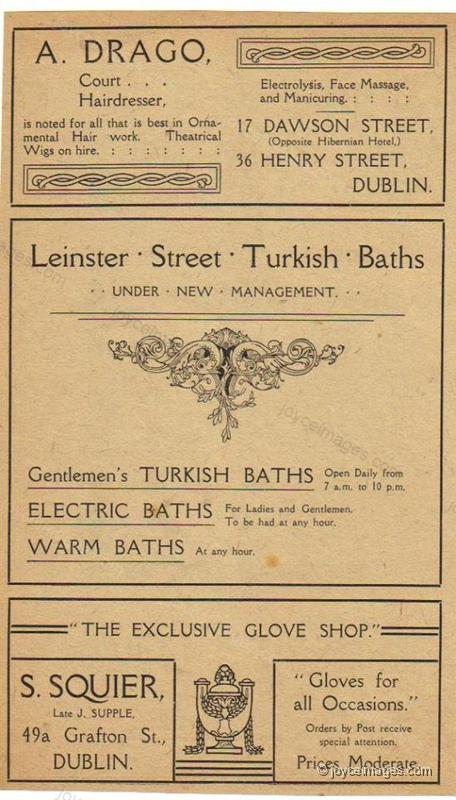 A. DRAGO,
Court . . .
Hairdresser,
is noted for all that is best in Orna-
mental Hair work. Theatrical
Wigs on hire. : : : : : : :
Electrolysis, Face Massage,
and Manicuring. : : : :
17 DAWSON STREET,
(Opposite Hibernian Hotel,)
36 HENRY STREET,
DUBLIN.
Leinster · Street · Turkish · Baths
· · UNDER · NEW · MANAGEMENT. · ·
Gentlemen's TURKISH BATHS Open Daily from
7 a.m. to 10 p.m.
ELECTRIC BATHS For Ladies and Gentlemen.
To be had at any hour.
WARM BATHS At any hour.
"THE EXCLUSIVE GLOVE SHOP."
S. SQUIER,
Late J. SUPPLE,
49a Grafton St.,
DUBLIN.
"Gloves for
all Occasions."
Orders by Post receive
special attention.
Prices Moderate.
© joyceimages.com
joyceimages.com